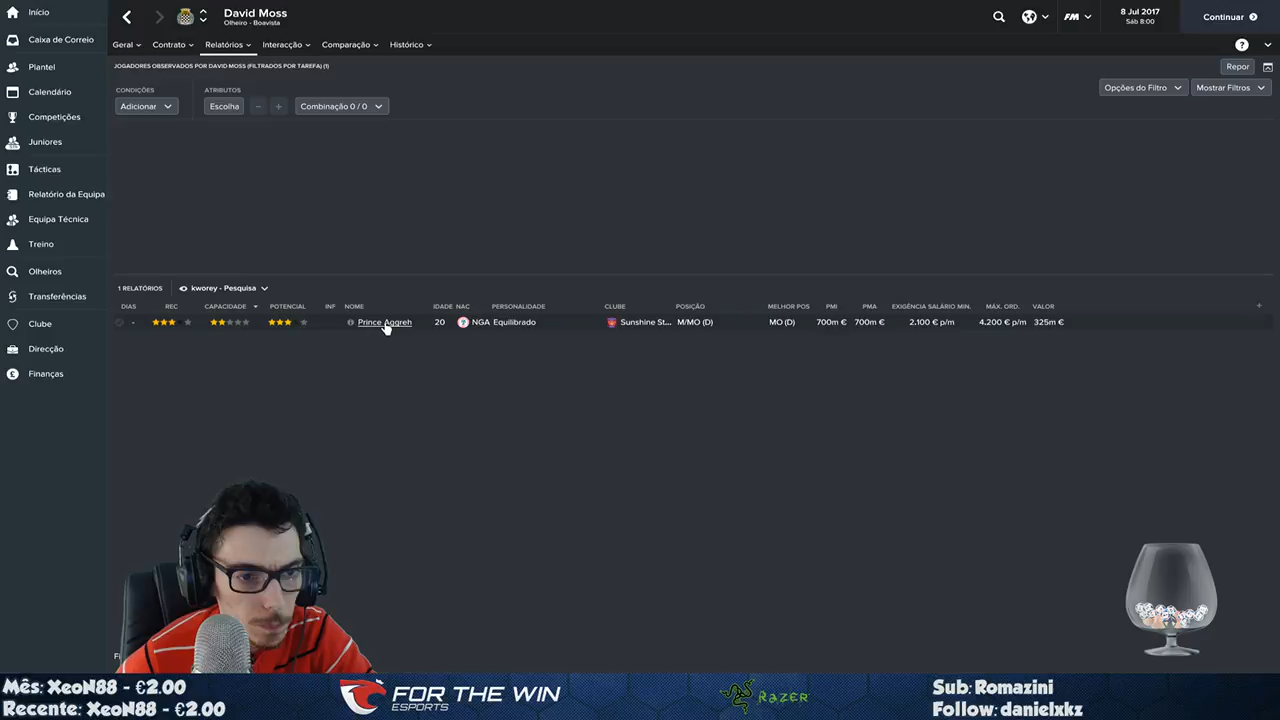 Início
Caixa de Correio
Plantel
Calendário
Competições
Juniores
Tácticas
Relatório da Equipa
Equipa Técnica
Treino
Olheiros
Transferências
Clube
Direcção
Finanças
David Moss
Olheiro - Boavista
FM
8 Jul 2017
Sáb 8:00
Continuar
Geral Contrato Relatórios Interacção Comparação Histórico
?
JOGADORES OBSERVADOS POR DAVID MOSS (FILTRADOS POR TAREFA) (1)
Repor
CONDIÇÕES ATRIBUTOS
Opções do Filtro Mostrar Filtros
Adicionar Escolha - + Combinação 0 / 0
1 RELATÓRIOS kworey - Pesquisa
DIAS REC CAPACIDADE POTENCIAL INF NOME IDADE NAC PERSONALIDADE CLUBE POSIÇÃO MELHOR POS PMI PMA EXIGÊNCIA SALÁRIO MIN. MÁX. ORD. VALOR +
- Prince Aggreh 20 NGA Equilibrado Sunshine St... M/MO (D) MO (D) 700m € 700m € 2.100 € p/m 4.200 € p/m 325m €
Mês: XeoN88 - €2.00
Recente: XeoN88 - €2.00
FOR THE WIN
ESPORTS
RAZER
Sub: Romazini
Follow: danielxkz